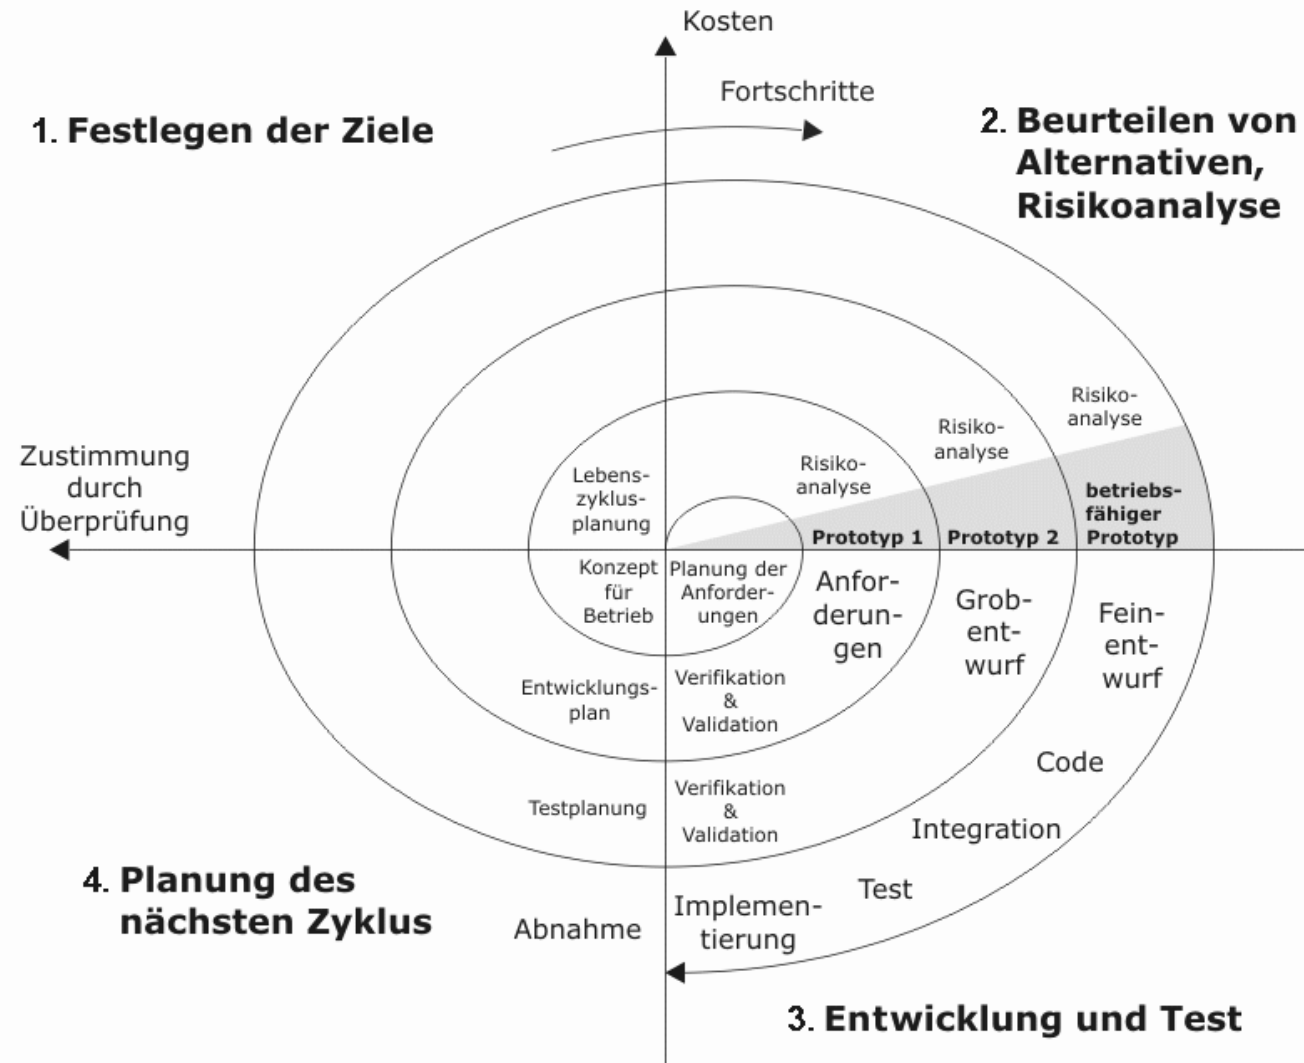 Kosten
Fortschritte
1. Festlegen der Ziele
2. Beurteilen von
Alternativen,
Risikoanalyse
Zustimmung
durch
Überprüfung
Lebens-
zyklus-
planung
Risiko-
analyse
Risiko-
analyse
Risiko-
analyse
Prototyp 1
Prototyp 2
betriebs-
fähiger
Prototyp
Konzept
für
Betrieb
Planung der
Anforder-
ungen
Anfor-
derun-
gen
Grob-
ent-
wurf
Fein-
ent-
wurf
Entwicklungs-
plan
Verifikation
&
Validation
Code
Testplanung
Verifikation
&
Validation
Integration
Test
Implemen-
tierung
Abnahme
4. Planung des
nächsten Zyklus
3. Entwicklung und Test